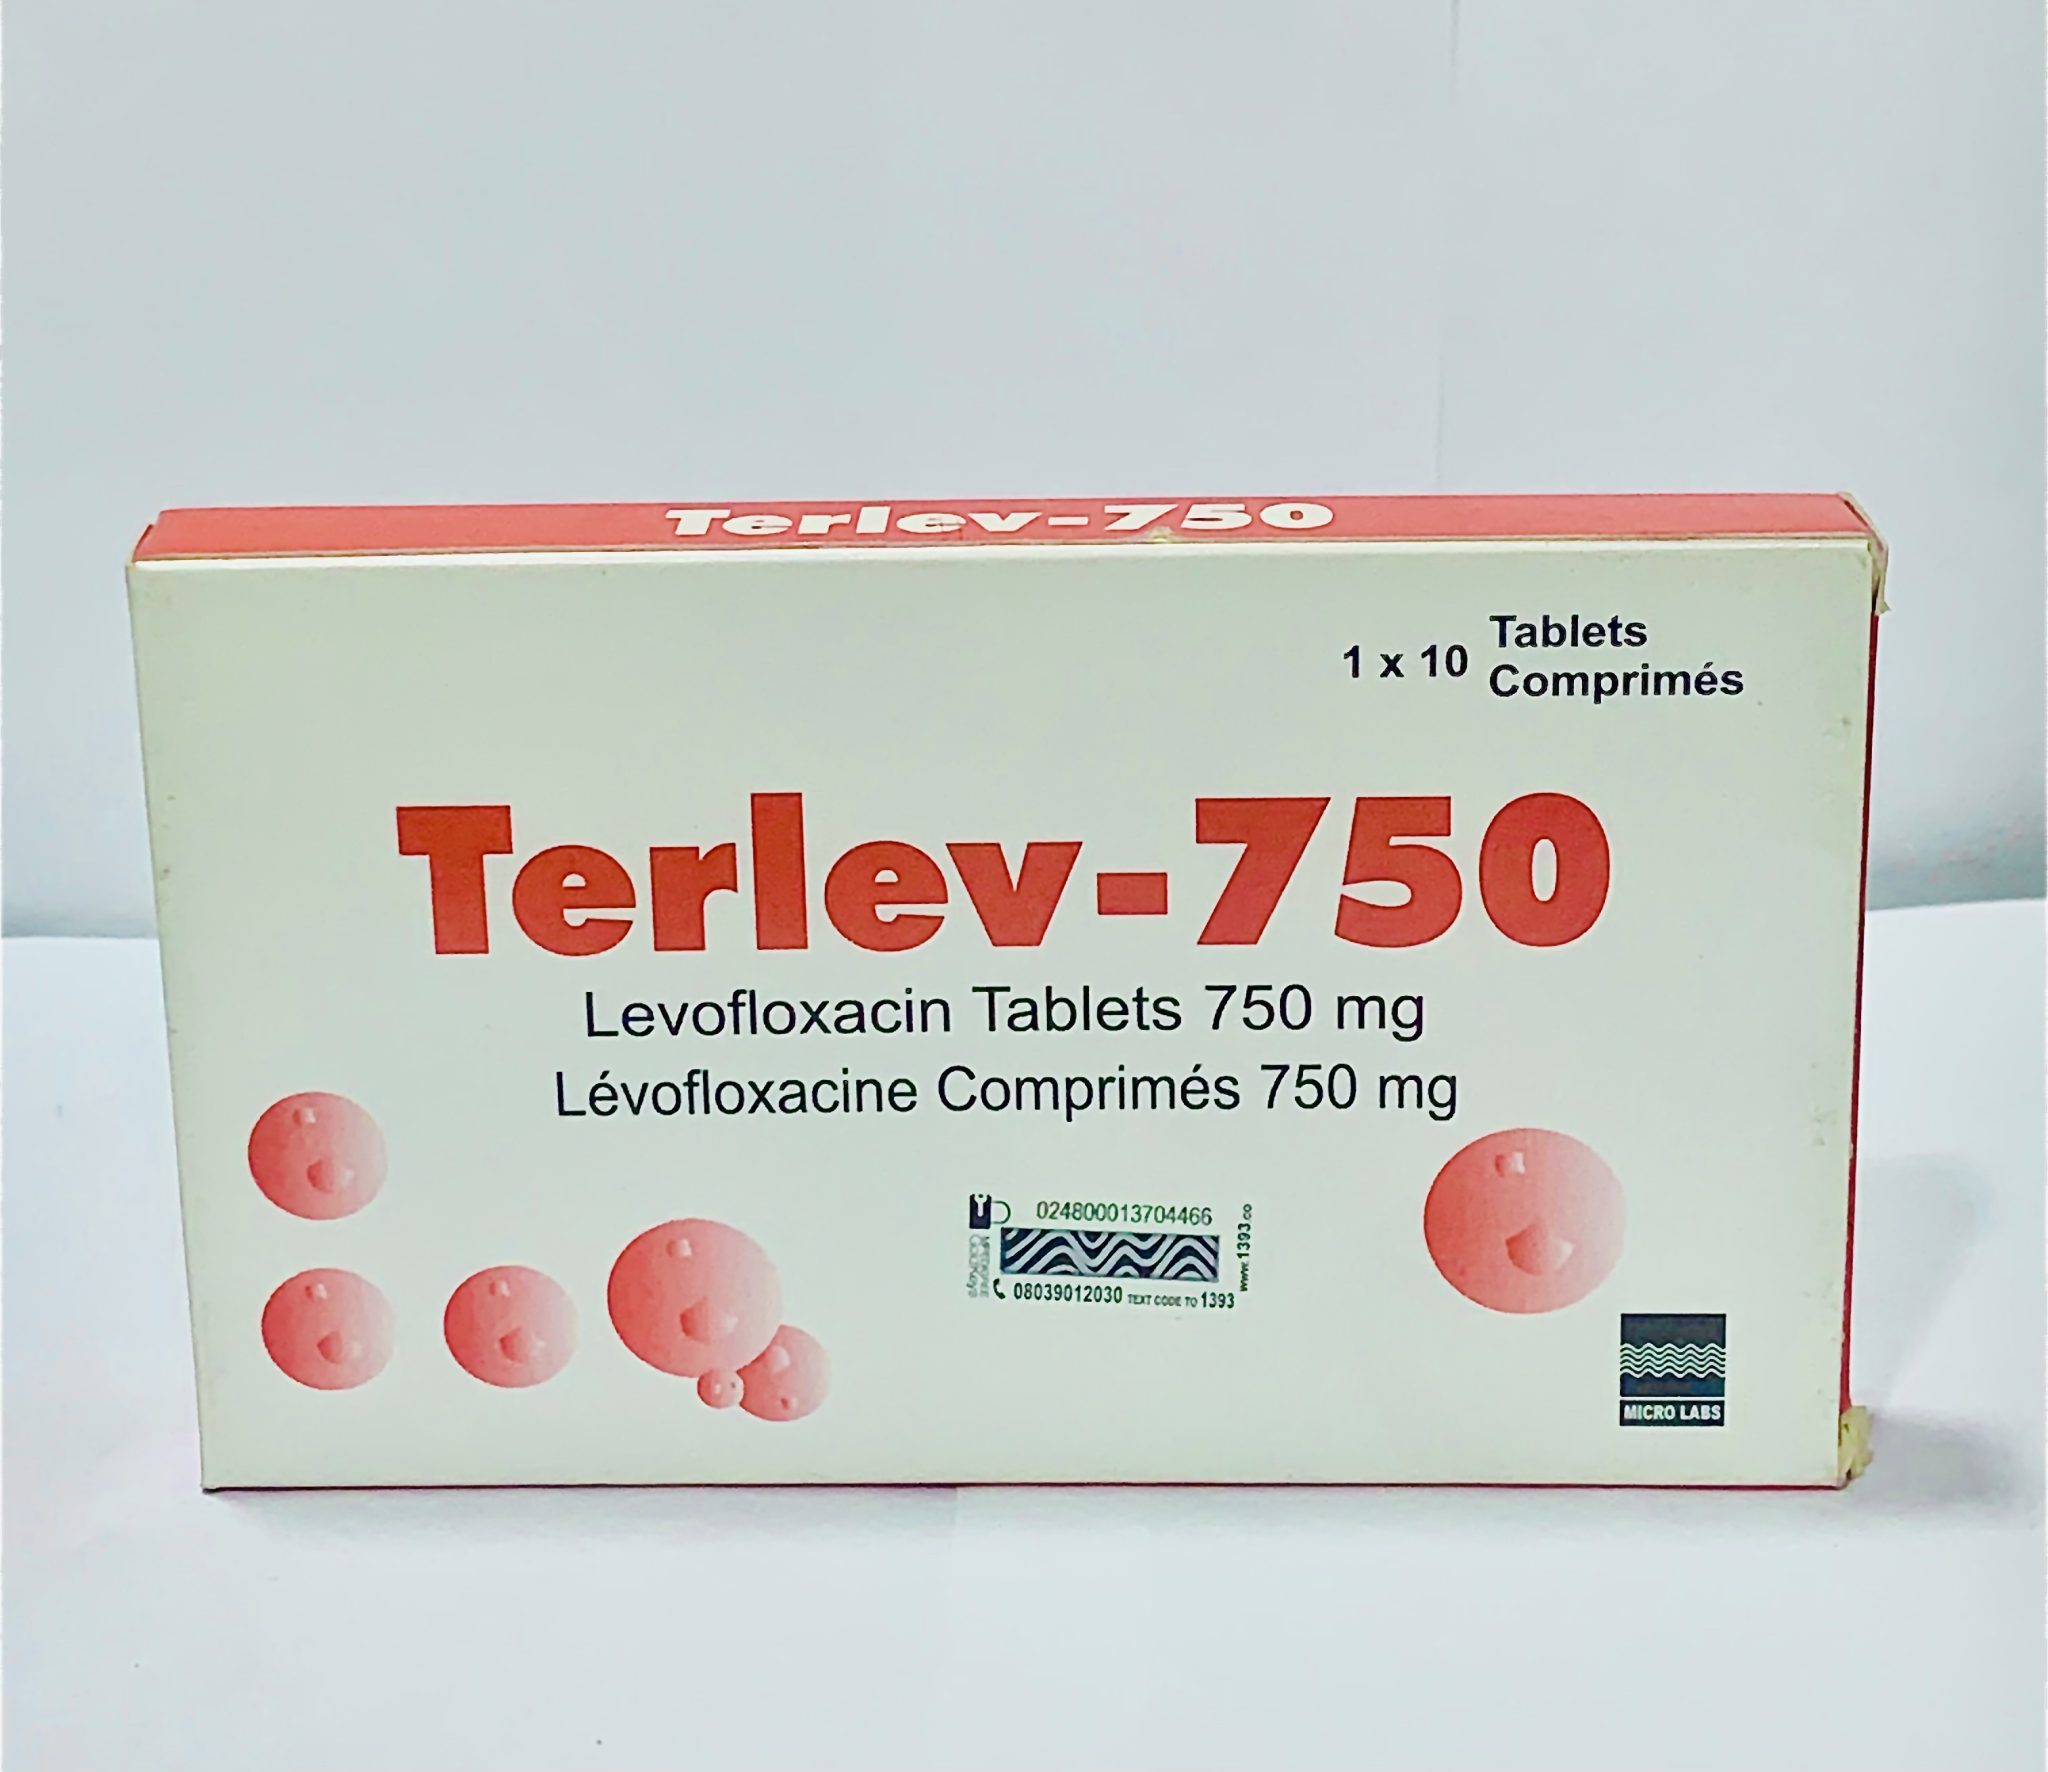 Terlev-750
1 x 10 Tablets
Comprimés
Terlev-750
Levofloxacin Tablets 750 mg
Lévofloxacine Comprimés 750 mg
024800013704466
www.1393.co
08039012030 TEXT CODE TO 1393
MICRO LABS